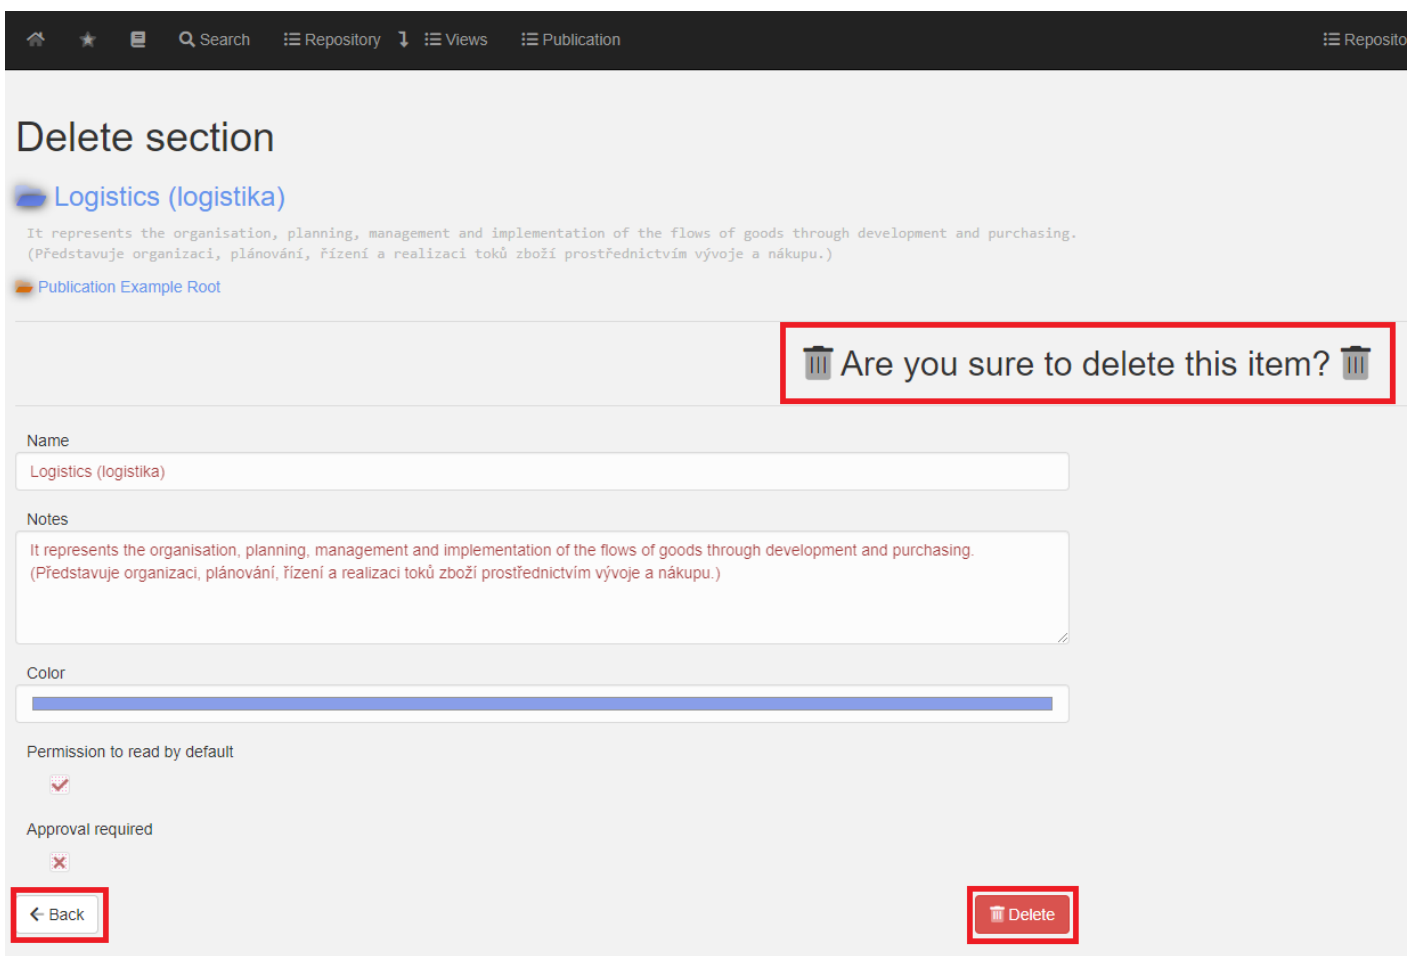 Search Repository Views Publication Reposito
Delete section
Logistics (logistika)
It represents the organisation, planning, management and implementation of the flows of goods through development and purchasing.
(Představuje organizaci, plánování, řízení a realizaci toků zboží prostřednictvím vývoje a nákupu.)
Publication Example Root
Are you sure to delete this item?
Name
Logistics (logistika)
Notes
It represents the organisation, planning, management and implementation of the flows of goods through development and purchasing.
(Představuje organizaci, plánování, řízení a realizaci toků zboží prostřednictvím vývoje a nákupu.)
Color
Permission to read by default
Approval required
Back Delete